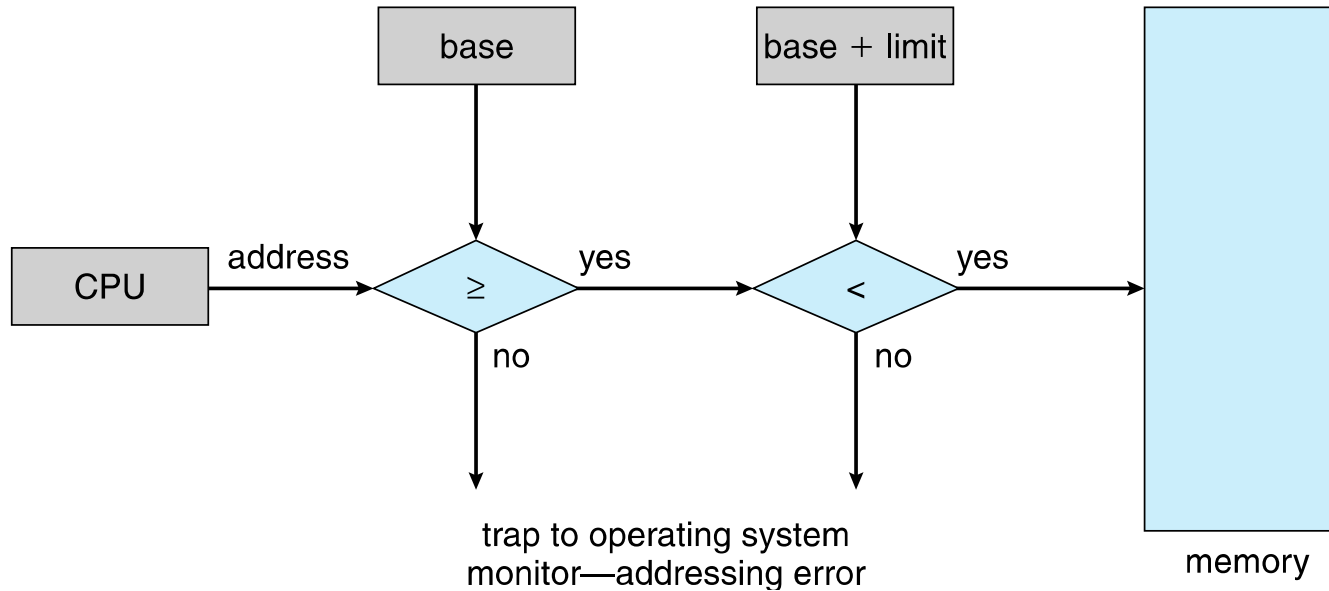 base
base + limit
CPU
address
≥
yes
<
yes
no
no
trap to operating system
monitor—addressing error
memory